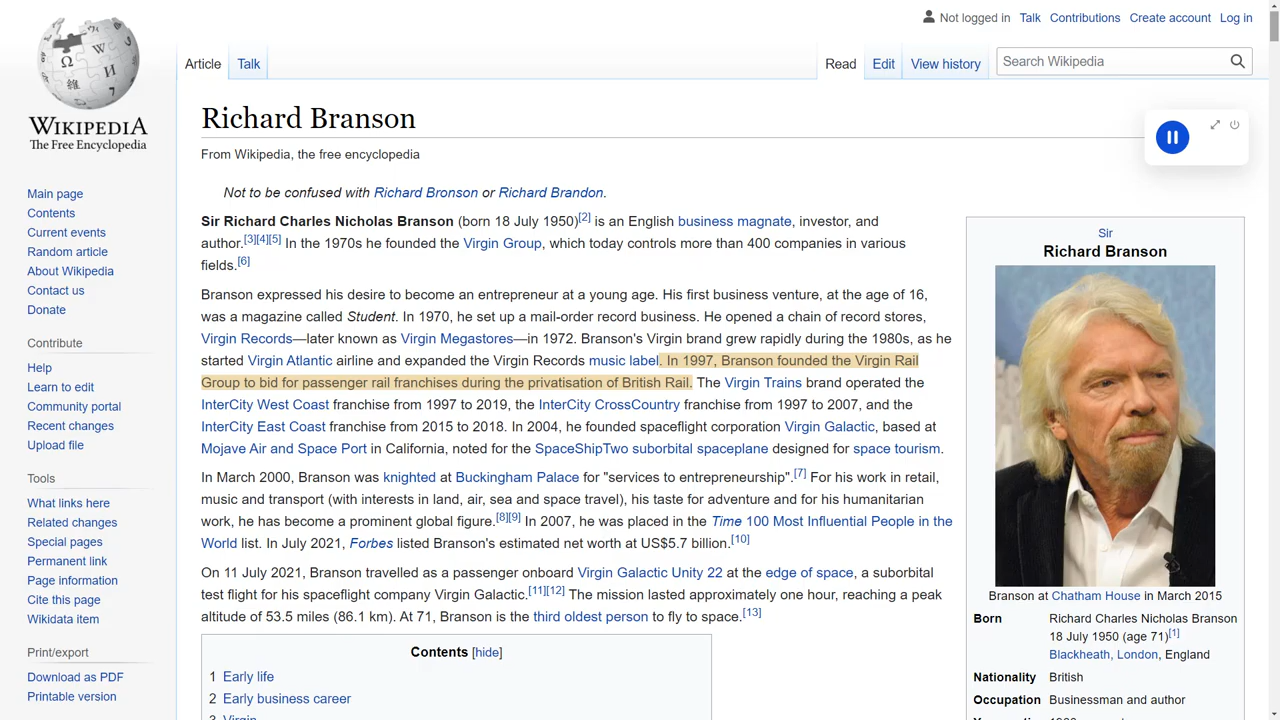 Not logged in Talk Contributions Create account Log in
Article Talk Read Edit View history Search Wikipedia
WIKIPEDIA
The Free Encyclopedia
Main page
Contents
Current events
Random article
About Wikipedia
Contact us
Donate
Contribute
Help
Learn to edit
Community portal
Recent changes
Upload file
Tools
What links here
Related changes
Special pages
Permanent link
Page information
Cite this page
Wikidata item
Print/export
Download as PDF
Printable version
Richard Branson
From Wikipedia, the free encyclopedia
Not to be confused with Richard Bronson or Richard Brandon.
Sir Richard Charles Nicholas Branson (born 18 July 1950)[2] is an English business magnate, investor, and
author.[3][4][5] In the 1970s he founded the Virgin Group, which today controls more than 400 companies in various
fields.[6]
Branson expressed his desire to become an entrepreneur at a young age. His first business venture, at the age of 16,
was a magazine called Student. In 1970, he set up a mail-order record business. He opened a chain of record stores,
Virgin Records—later known as Virgin Megastores—in 1972. Branson's Virgin brand grew rapidly during the 1980s, as he
started Virgin Atlantic airline and expanded the Virgin Records music label. In 1997, Branson founded the Virgin Rail
Group to bid for passenger rail franchises during the privatisation of British Rail. The Virgin Trains brand operated the
InterCity West Coast franchise from 1997 to 2019, the InterCity CrossCountry franchise from 1997 to 2007, and the
InterCity East Coast franchise from 2015 to 2018. In 2004, he founded spaceflight corporation Virgin Galactic, based at
Mojave Air and Space Port in California, noted for the SpaceShipTwo suborbital spaceplane designed for space tourism.
In March 2000, Branson was knighted at Buckingham Palace for "services to entrepreneurship".[7] For his work in retail,
music and transport (with interests in land, air, sea and space travel), his taste for adventure and for his humanitarian
work, he has become a prominent global figure.[8][9] In 2007, he was placed in the Time 100 Most Influential People in the
World list. In July 2021, Forbes listed Branson's estimated net worth at US$5.7 billion.[10]
On 11 July 2021, Branson travelled as a passenger onboard Virgin Galactic Unity 22 at the edge of space, a suborbital
test flight for his spaceflight company Virgin Galactic.[11][12] The mission lasted approximately one hour, reaching a peak
altitude of 53.5 miles (86.1 km). At 71, Branson is the third oldest person to fly to space.[13]
Contents [hide]
1 Early life
2 Early business career
3 Virgin
Sir
Richard Branson
Branson at Chatham House in March 2015
Born Richard Charles Nicholas Branson
18 July 1950 (age 71)[1]
Blackheath, London, England
Nationality British
Occupation Businessman and author